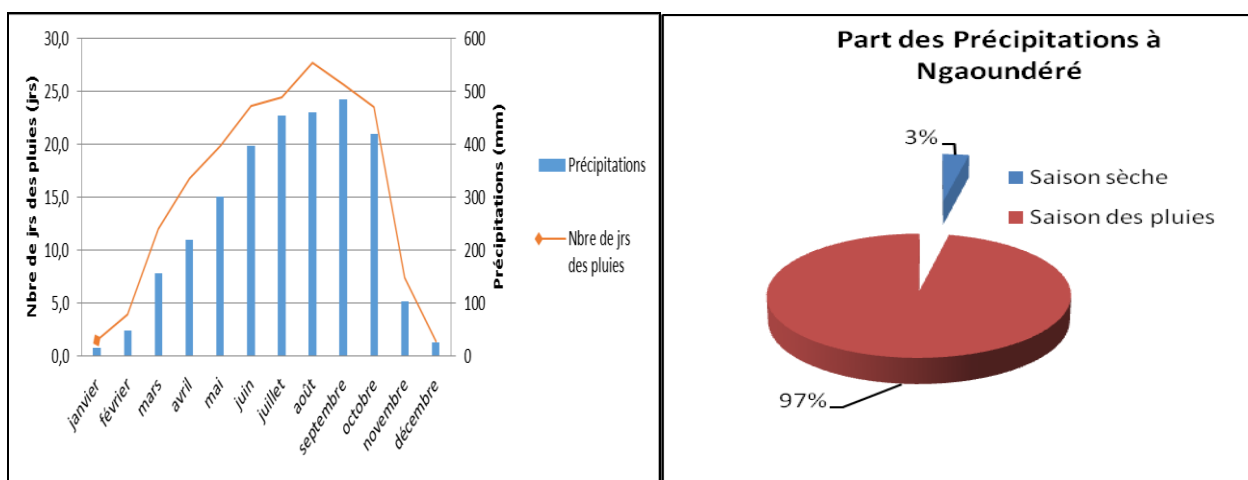 Nbre de jrs des pluies (jrs)
30,0
25,0
20,0
15,0
10,0
5,0
0,0
600
500
400
300
200
100
0
Précipitations (mm)
janvier
février
mars
avril
mai
juin
juillet
août
septembre
octobre
novembre
décembre
Précipitations
Nbre de jrs
des pluies
Part des Précipitations à
Ngaoundéré
3%
97%
Saison sèche
Saison des pluies